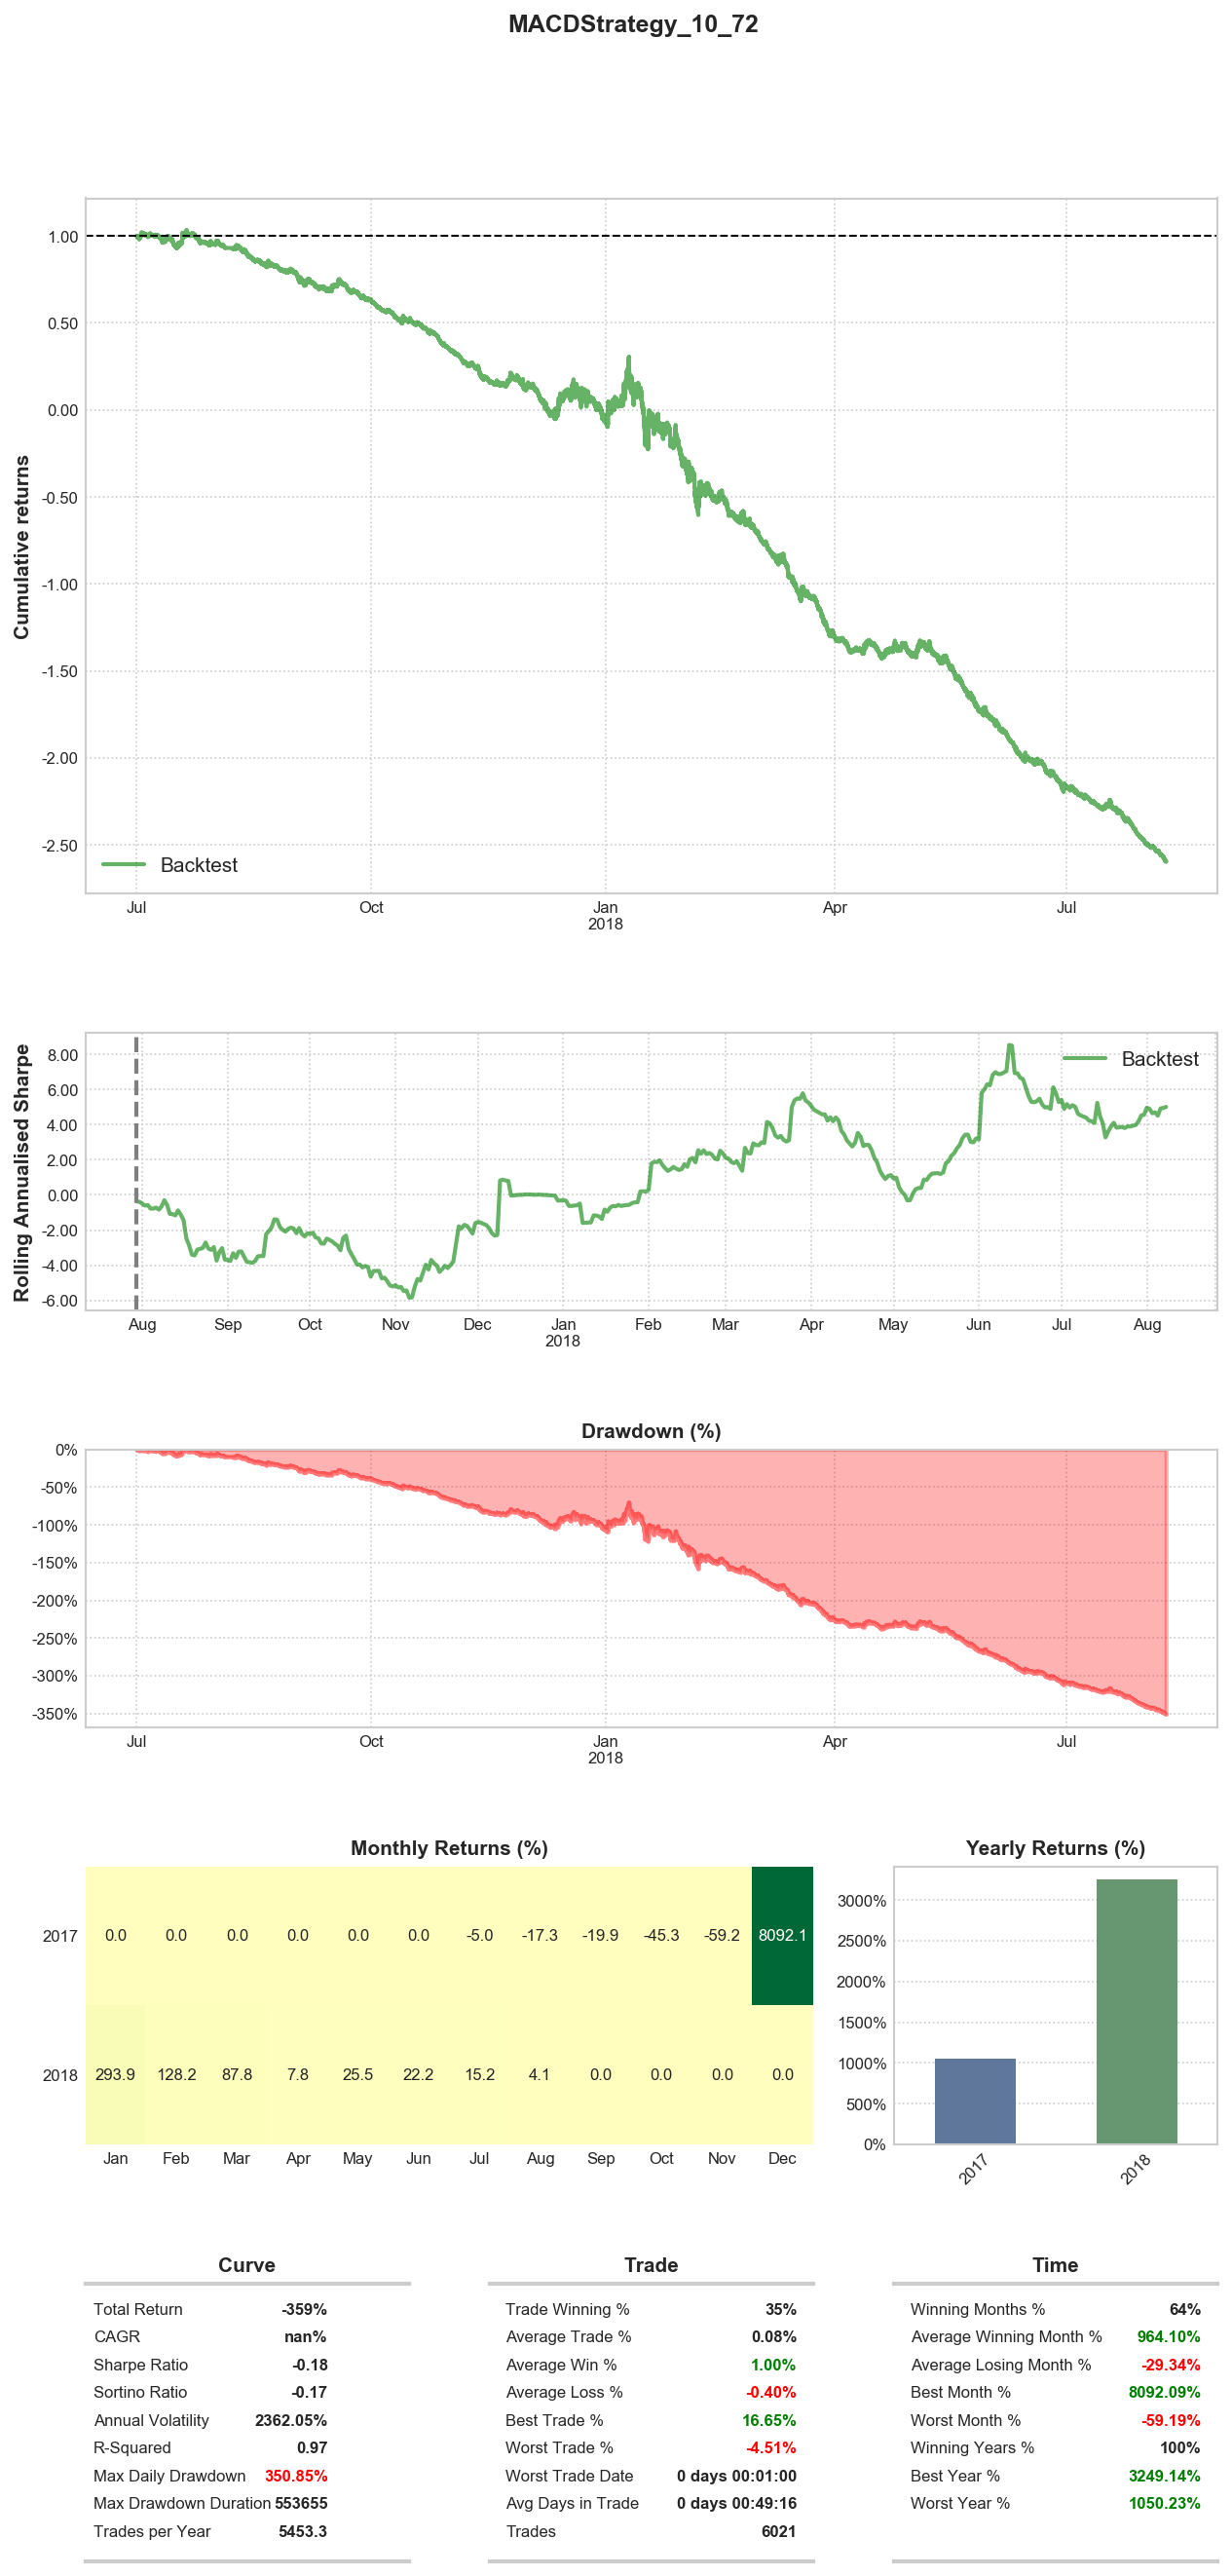 MACDStrategy_10_72
Cumulative returns
1.00
0.50
0.00
-0.50
-1.00
-1.50
-2.00
-2.50
Backtest
Jul Oct Jan Apr Jul
2018
Rolling Annualised Sharpe
8.00
6.00
4.00
2.00
0.00
-2.00
-4.00
-6.00
Backtest
Aug Sep Oct Nov Dec Jan Feb Mar Apr May Jun Jul Aug
2018
Drawdown (%)
0%
-50%
-100%
-150%
-200%
-250%
-300%
-350%
Jul Oct Jan Apr Jul
2018
Monthly Returns (%)
2017 0.0 0.0 0.0 0.0 0.0 0.0 -5.0 -17.3 -19.9 -45.3 -59.2 8092.1
2018 293.9 128.2 87.8 7.8 25.5 22.2 15.2 4.1 0.0 0.0 0.0 0.0
Jan Feb Mar Apr May Jun Jul Aug Sep Oct Nov Dec
Yearly Returns (%)
3000%
2500%
2000%
1500%
1000%
500%
0%
2017 2018
Curve
Total Return -359%
CAGR nan%
Sharpe Ratio -0.18
Sortino Ratio -0.17
Annual Volatility 2362.05%
R-Squared 0.97
Max Daily Drawdown 350.85%
Max Drawdown Duration 553655
Trades per Year 5453.3
Trade
Trade Winning % 35%
Average Trade % 0.08%
Average Win % 1.00%
Average Loss % -0.40%
Best Trade % 16.65%
Worst Trade % -4.51%
Worst Trade Date 0 days 00:01:00
Avg Days in Trade 0 days 00:49:16
Trades 6021
Time
Winning Months % 64%
Average Winning Month % 964.10%
Average Losing Month % -29.34%
Best Month % 8092.09%
Worst Month % -59.19%
Winning Years % 100%
Best Year % 3249.14%
Worst Year % 1050.23%